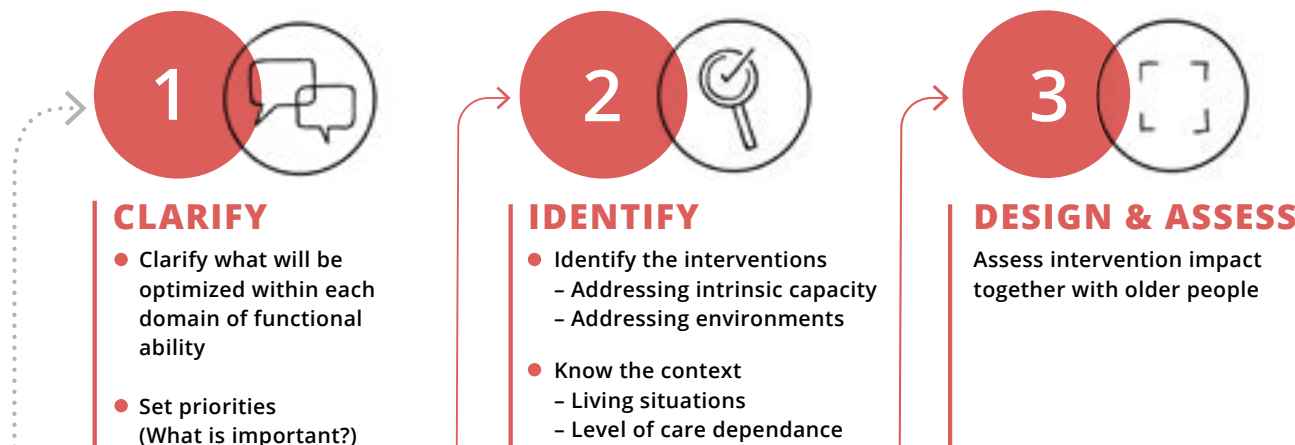 1
CLARIFY
● Clarify what will be
optimized within each
domain of functional
ability
● Set priorities
(What is important?)
2
IDENTIFY
● Identify the interventions
– Addressing intrinsic capacity
– Addressing environments
● Know the context
– Living situations
– Level of care dependance
3
DESIGN & ASSESS
Assess intervention impact
together with older people